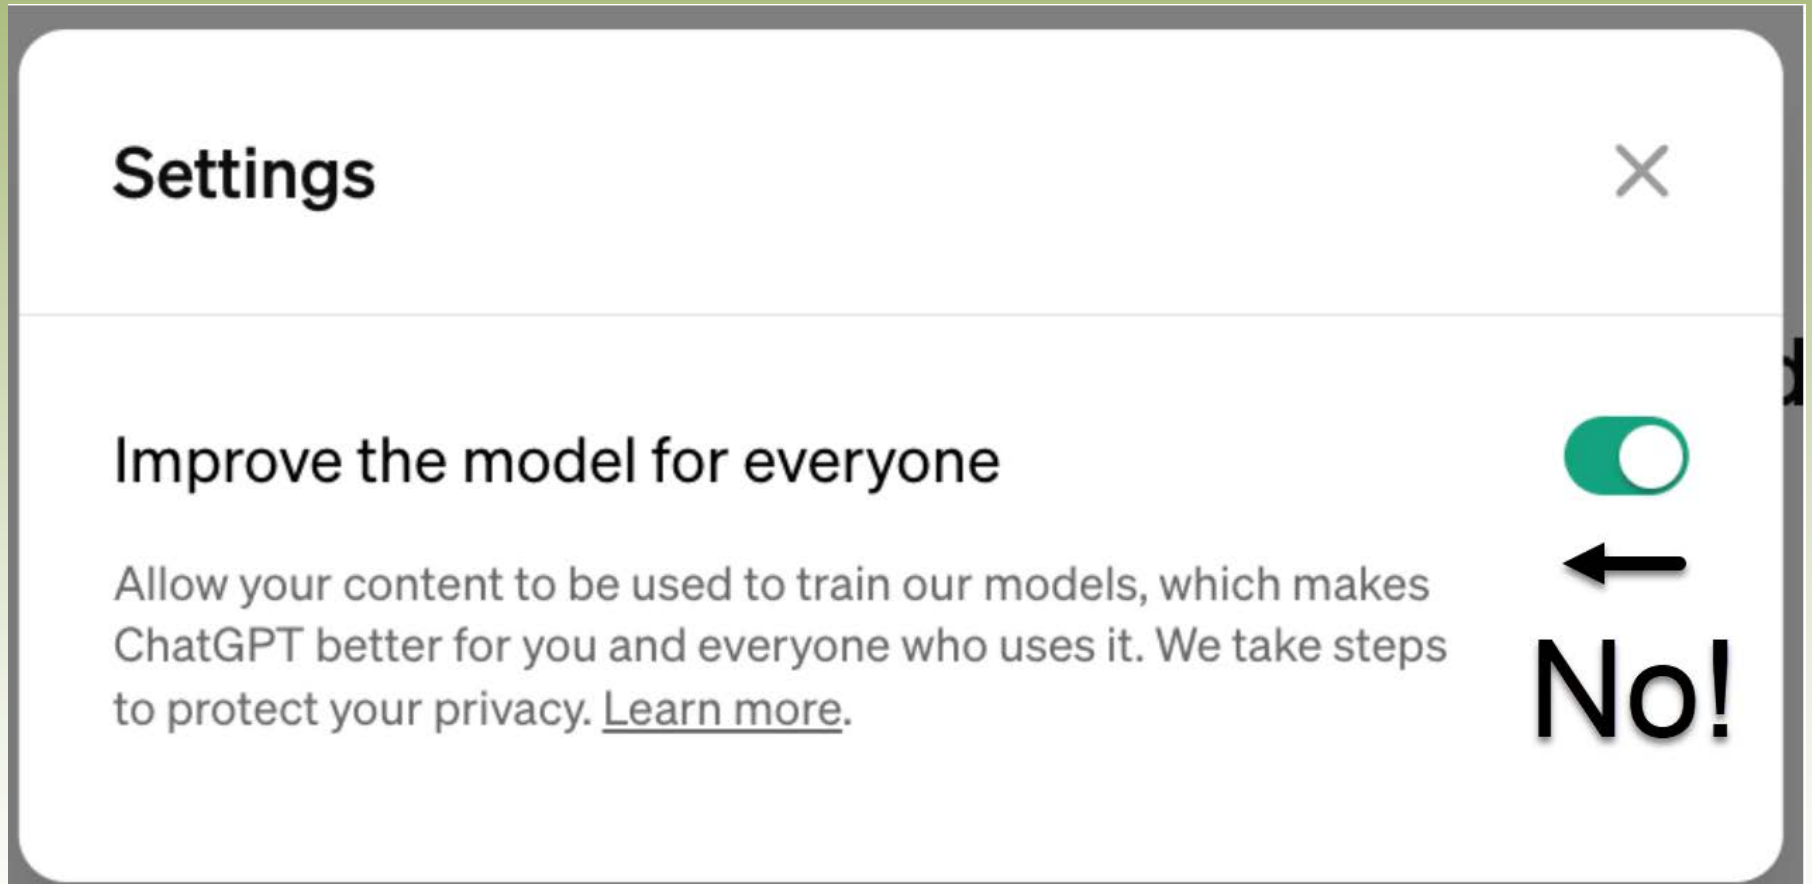 Settings
Improve the model for everyone
Allow your content to be used to train our models, which makes
ChatGPT better for you and everyone who uses it. We take steps
to protect your privacy. Learn more.
No!